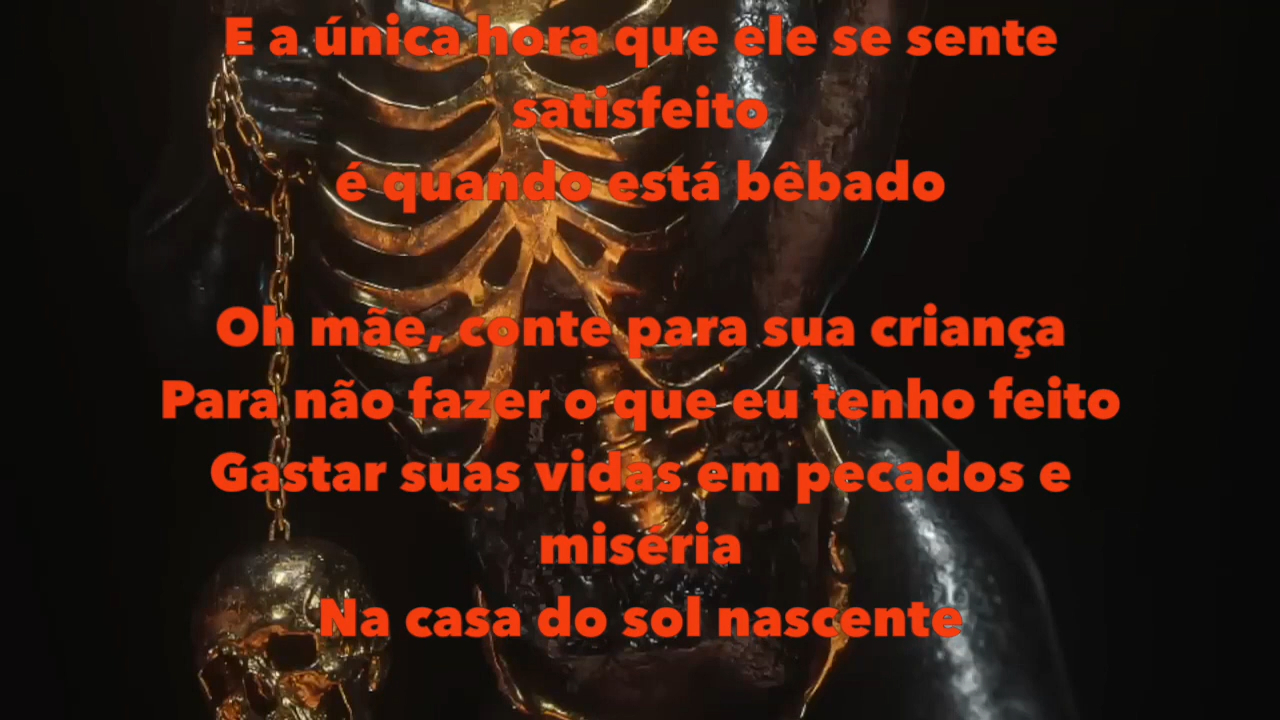 E a única hora que ele se sente
satisfeito
é quando está bêbado
Oh mãe, conte para sua criança
Para não fazer o que eu tenho feito
Gastar suas vidas em pecados e
miséria
Na casa do sol nascente